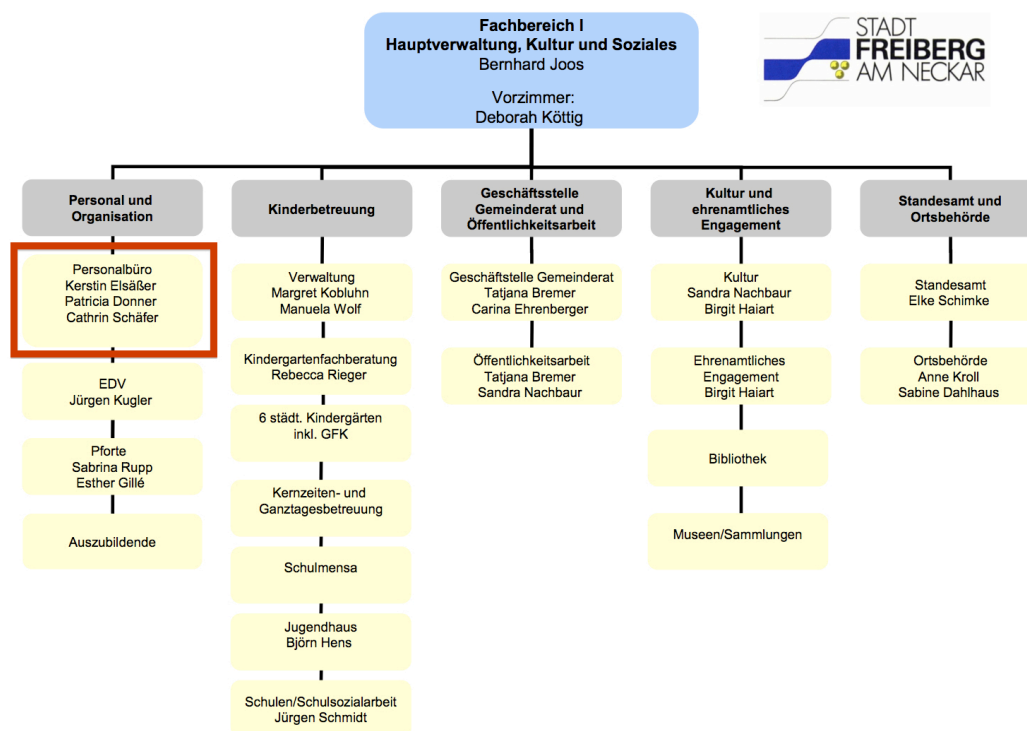 Fachbereich I
Hauptverwaltung, Kultur und Soziales
Bernhard Joos
Vorzimmer:
Deborah Köttig
STADT
FREIBERG
AM NECKAR
Personal und
Organisation
Personalbüro
Kerstin Elsäßer
Patricia Donner
Cathrin Schäfer
EDV
Jürgen Kugler
Pforte
Sabrina Rupp
Esther Gillé
Auszubildende
Kinderbetreuung
Verwaltung
Margret Kobluhn
Manuela Wolf
Kindergartenfachberatung
Rebecca Rieger
6 städt. Kindergärten
inkl. GFK
Kernzeiten- und
Ganztagesbetreuung
Schulmensa
Jugendhaus
Björn Hens
Schulen/Schulsozialarbeit
Jürgen Schmidt
Geschäftsstelle
Gemeinderat und
Öffentlichkeitsarbeit
Geschäftstelle Gemeinderat
Tatjana Bremer
Carina Ehrenberger
Öffentlichkeitsarbeit
Tatjana Bremer
Sandra Nachbaur
Kultur und
ehrenamtliches
Engagement
Kultur
Sandra Nachbaur
Birgit Haiart
Ehrenamtliches
Engagement
Birgit Haiart
Bibliothek
Museen/Sammlungen
Standesamt und
Ortsbehörde
Standesamt
Elke Schimke
Ortsbehörde
Anne Kroll
Sabine Dahlhaus